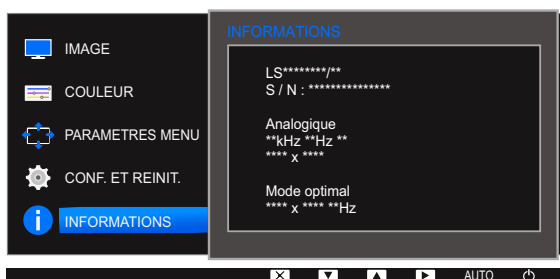 IMAGE
COULEUR
PARAMETRES MENU
CONF. ET REINIT.
INFORMATIONS
INFORMATIONS
LS********/**
S / N : ***************
Analogique
**kHz **Hz **
**** x ****
Mode optimal
**** x **** **Hz
AUTO